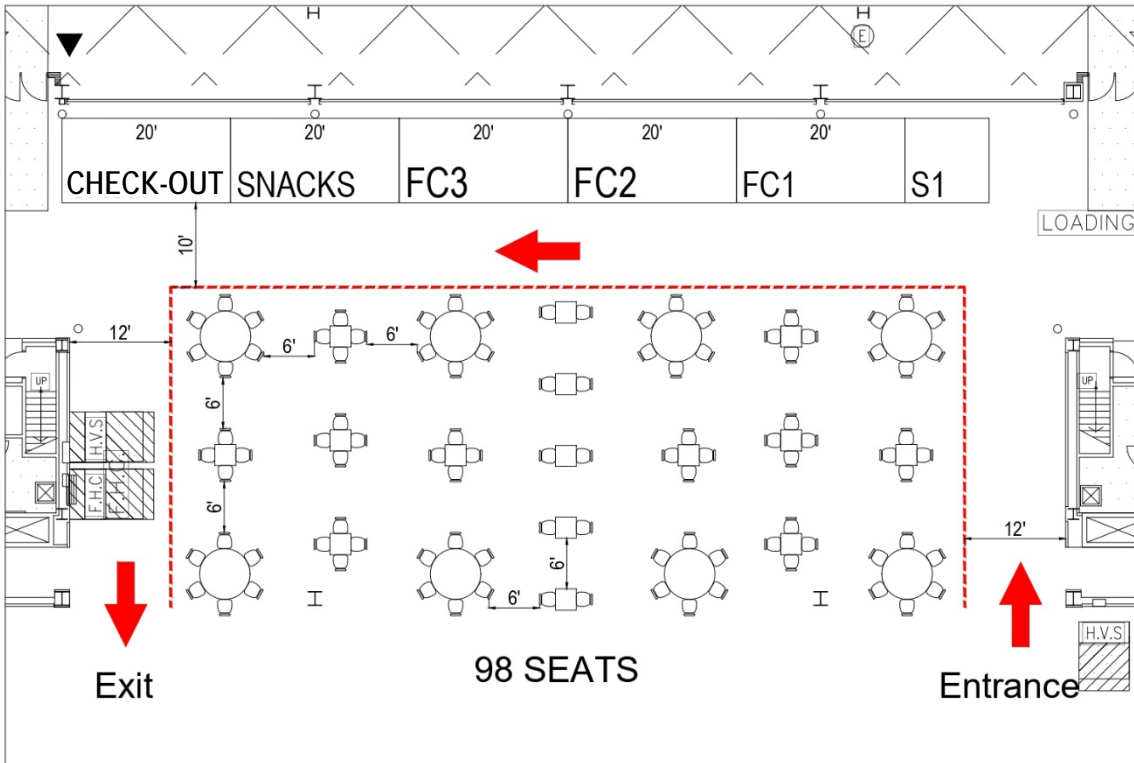 E
20'
20'
20'
20'
20'
CHECK-OUT
SNACKS
FC3
FC2
FC1
S1
LOADING
10'
12'
6'
6'
UP
UP
6'
H.V.S
F.H.C
F.H.C.
6'
6'
6'
12'
H.V.S
Exit
98 SEATS
Entrance